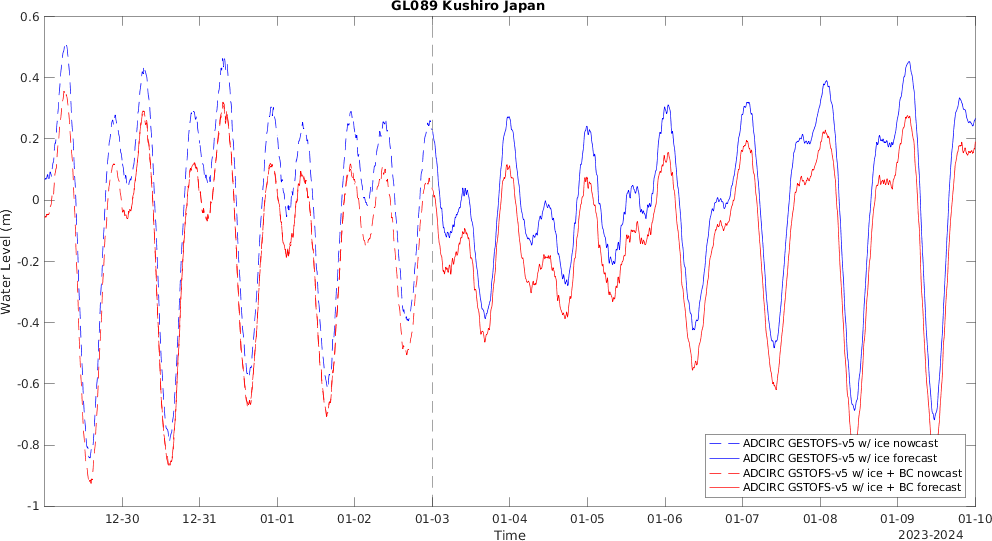 GL089 Kushiro Japan
0.6
0.4
0.2
0
-0.2
-0.4
-0.6
-0.8
-1
Water Level (m)
ADCIRC GESTOFS-v5 w/ ice nowcast
ADCIRC GESTOFS-v5 w/ ice forecast
ADCIRC GSTOFS-v5 w/ ice + BC nowcast
ADCIRC GSTOFS-v5 w/ ice + BC forecast
12-30 12-31 01-01 01-02 01-03 01-04 01-05 01-06 01-07 01-08 01-09 01-10
Time
2023-2024